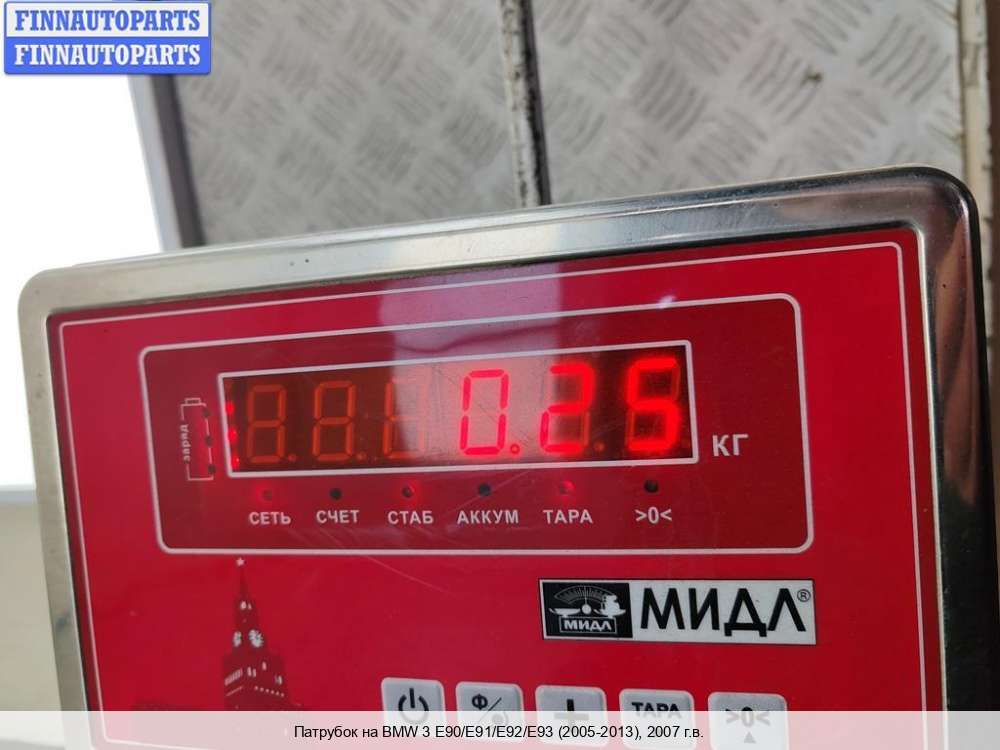 FINNAUTOPARTS
FINNAUTOPARTS
0.25
КГ
заряд
СЕТЬ СЧЕТ СТАБ АККУМ ТАРА >0<
МИДЛ МИДЛ®
Ф ТАРА >0<
Патрубок на BMW 3 E90/E91/E92/E93 (2005-2013), 2007 г.в.